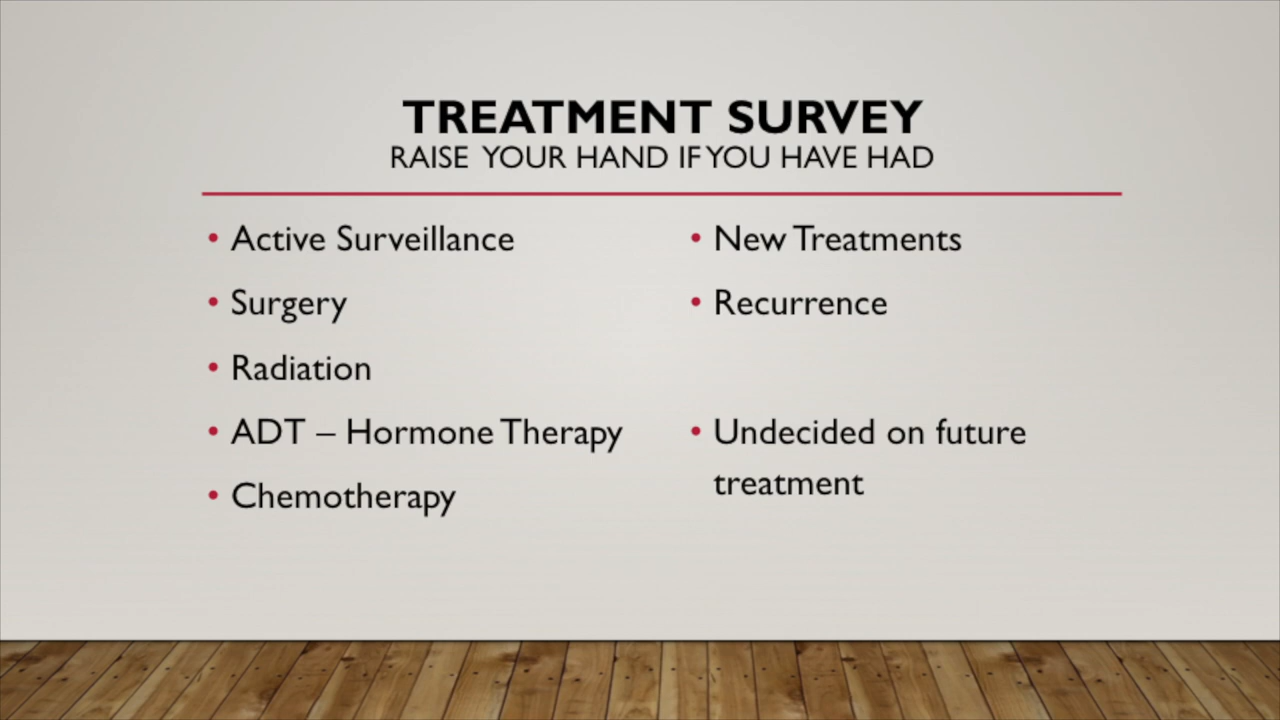 TREATMENT SURVEY
RAISE YOUR HAND IF YOU HAVE HAD
• Active Surveillance
• Surgery
• Radiation
• ADT – Hormone Therapy
• Chemotherapy
• New Treatments
• Recurrence
• Undecided on future
treatment